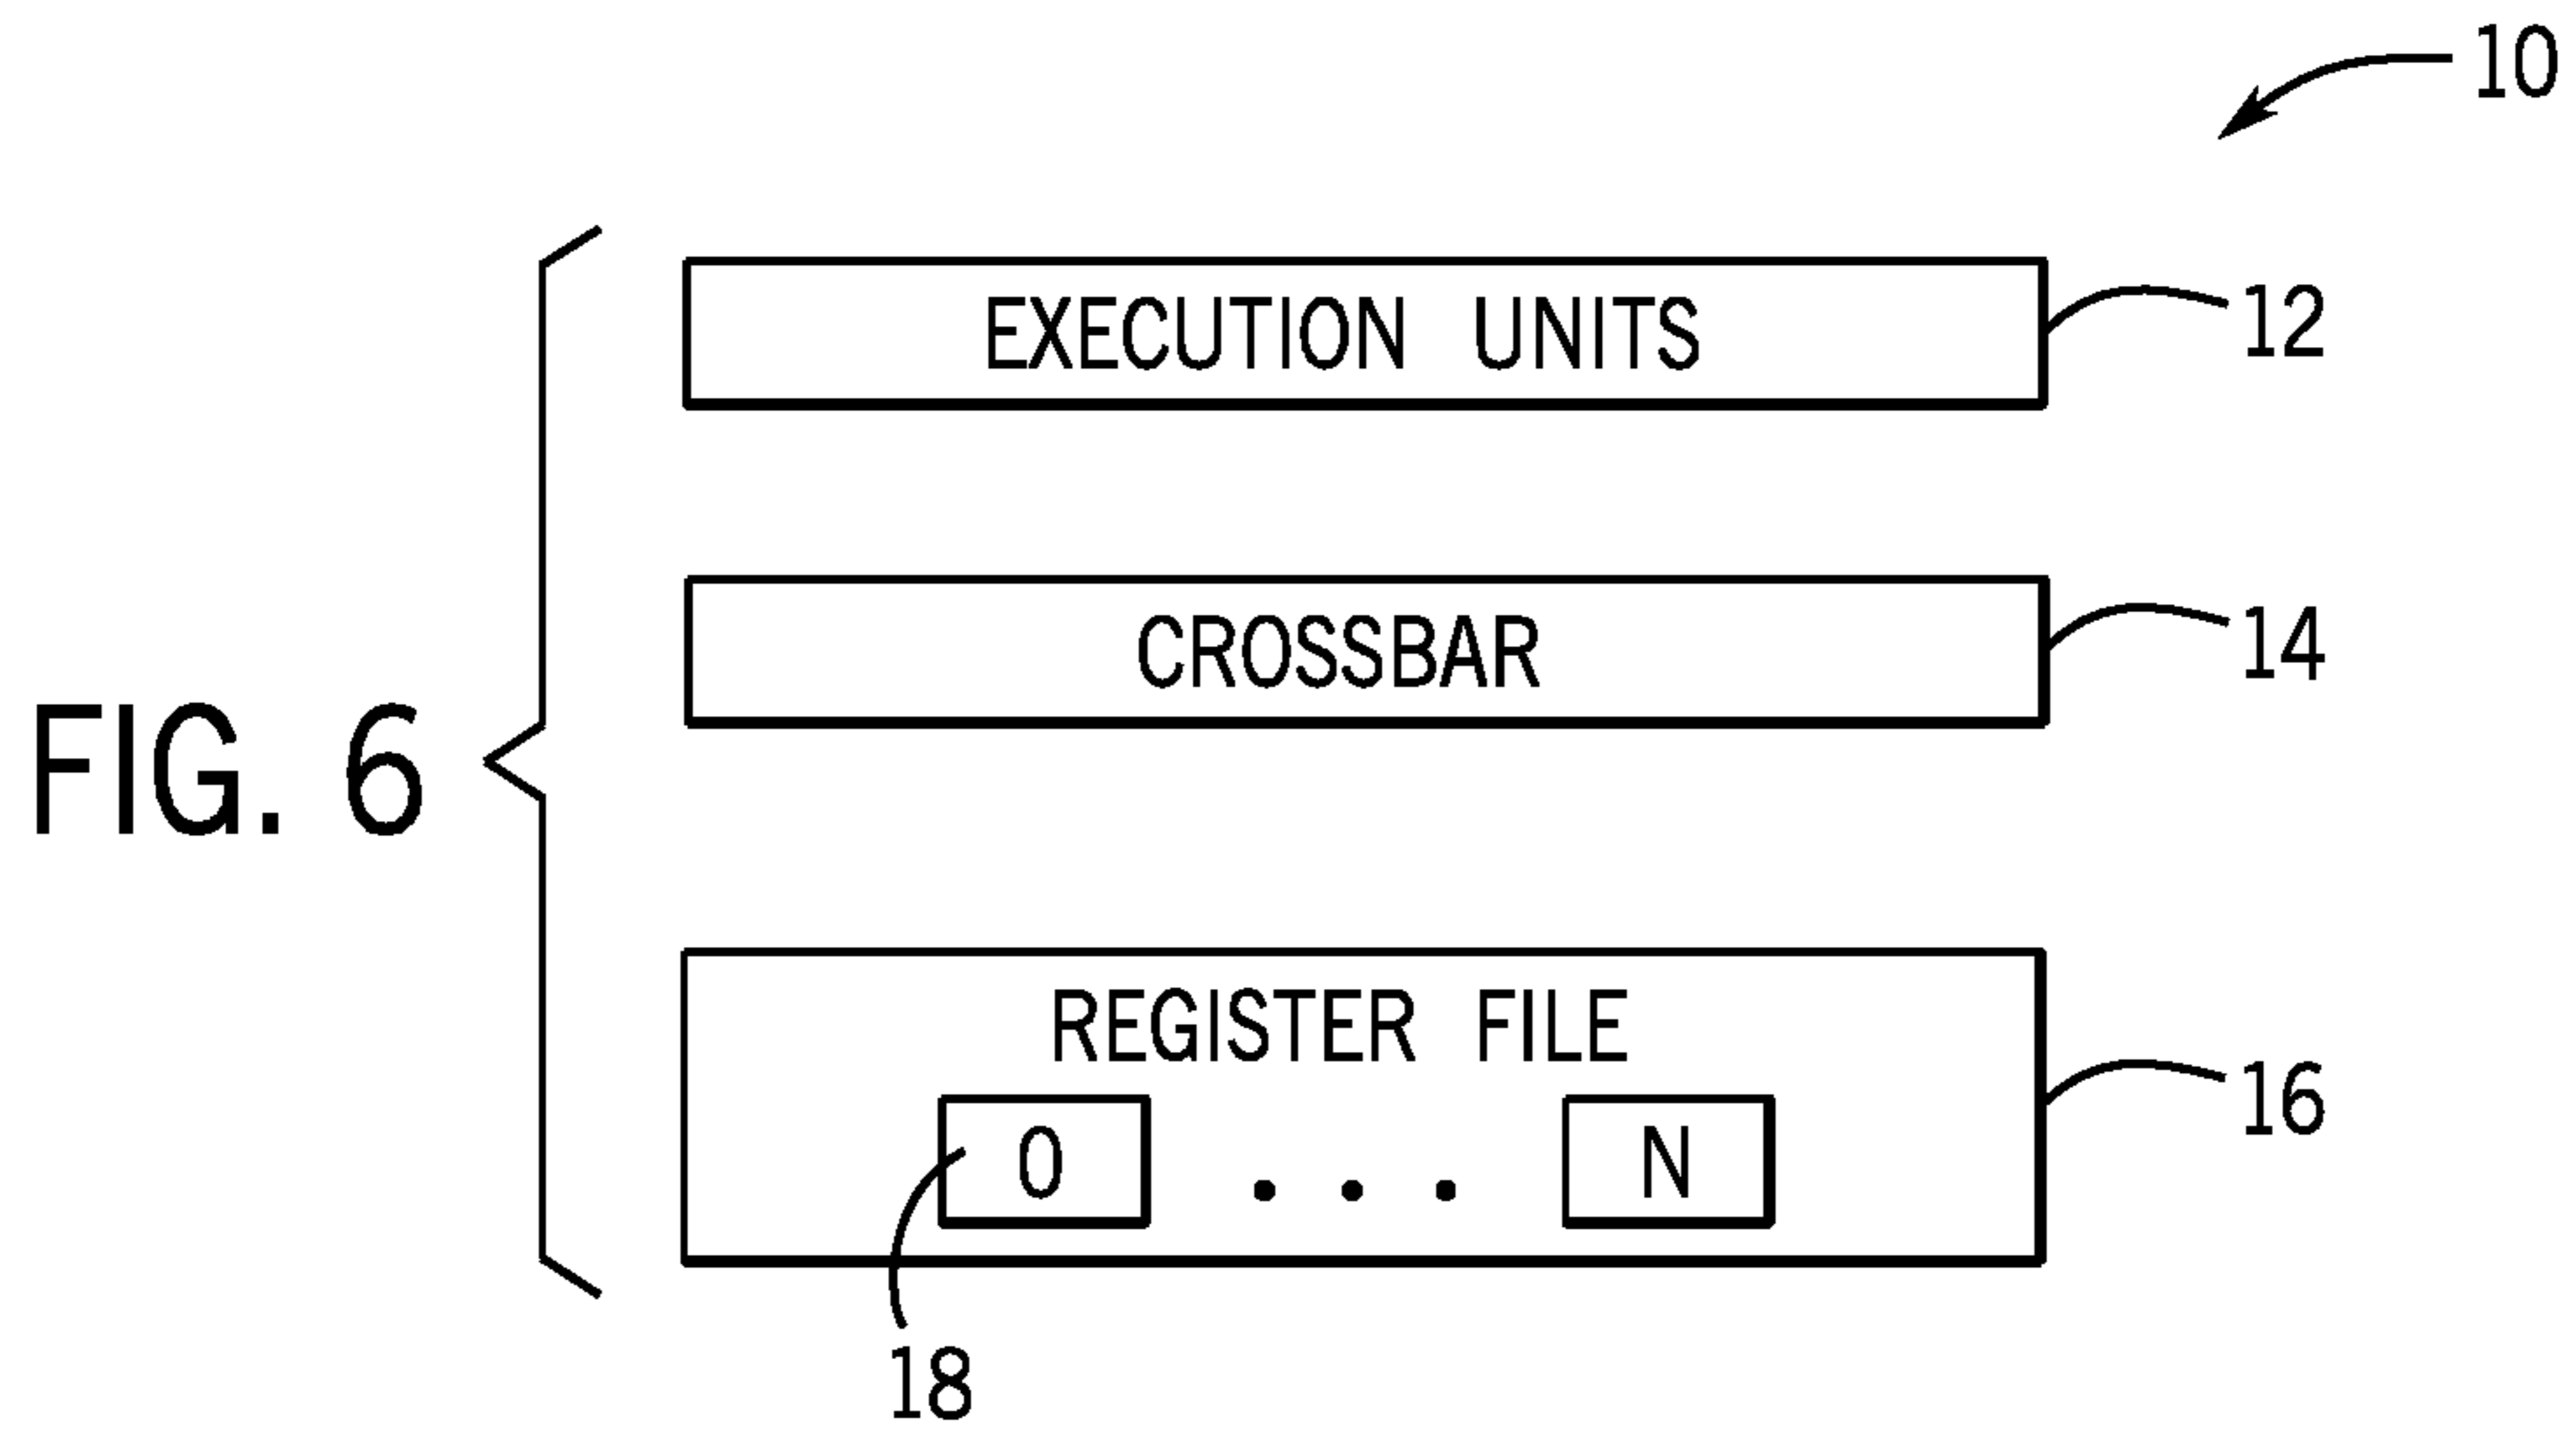 10
EXECUTION UNITS
12
CROSSBAR
14
FIG. 6
REGISTER FILE
16
0 . . . N
18